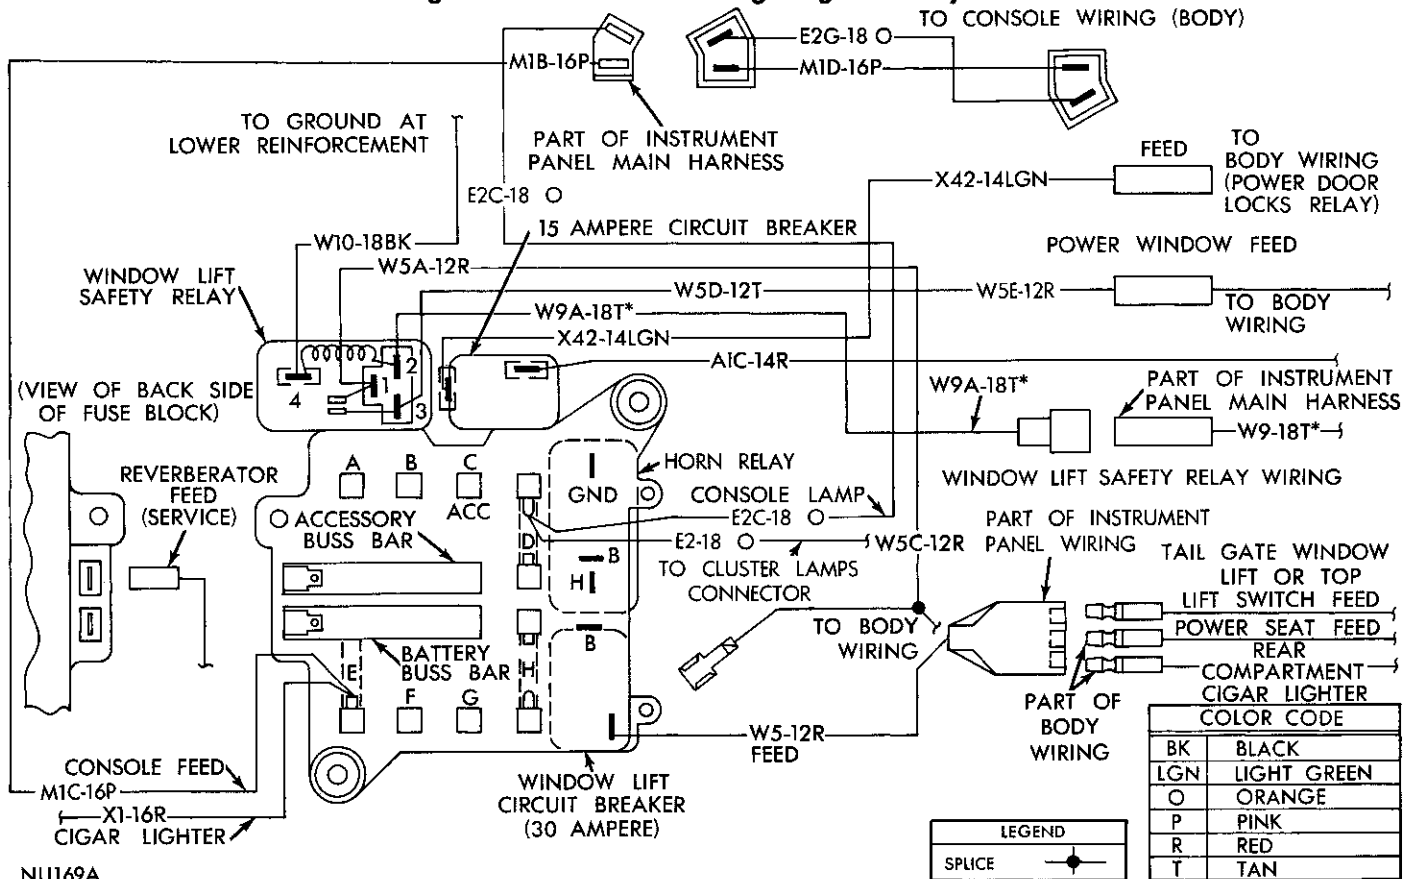 TO CONSOLE WIRING (BODY)
E2G-18 O
M1B-16P
M1D-16P
TO GROUND AT
LOWER REINFORCEMENT
PART OF INSTRUMENT
PANEL MAIN HARNESS
FEED
TO
BODY WIRING
(POWER DOOR
LOCKS RELAY)
X42-14LGN
E2C-18 O
15 AMPERE CIRCUIT BREAKER
W10-18BK
POWER WINDOW FEED
W5A-12R
WINDOW LIFT
SAFETY RELAY
W5D-12T
W5E-12R
TO BODY
WIRING
W9A-18T*
X42-14LGN
A1C-14R
2
1
4
3
(VIEW OF BACK SIDE
OF FUSE BLOCK)
W9A-18T*
PART OF INSTRUMENT
PANEL MAIN HARNESS
W9-18T*
WINDOW LIFT SAFETY RELAY WIRING
REVERBERATOR
FEED
(SERVICE)
A
B
C
ACC
HORN RELAY
GND
CONSOLE LAMP
E2C-18 O
PART OF INSTRUMENT
PANEL WIRING
ACCESSORY
BUSS BAR
D
B
H
E2-18 O
W5C-12R
TO CLUSTER LAMPS
CONNECTOR
TAIL GATE WINDOW
LIFT OR TOP
LIFT SWITCH FEED
TO BODY
WIRING
POWER SEAT FEED
REAR
COMPARTMENT
CIGAR LIGHTER
BATTERY
BUSS BAR
B
E
H
F
G
PART OF
BODY
WIRING
W5-12R
FEED
CONSOLE FEED
M1C-16P
X1-16R
CIGAR LIGHTER
WINDOW LIFT
CIRCUIT BREAKER
(30 AMPERE)
COLOR CODE
BK BLACK
LGN LIGHT GREEN
O ORANGE
P PINK
R RED
T TAN
LEGEND
SPLICE
NU169A